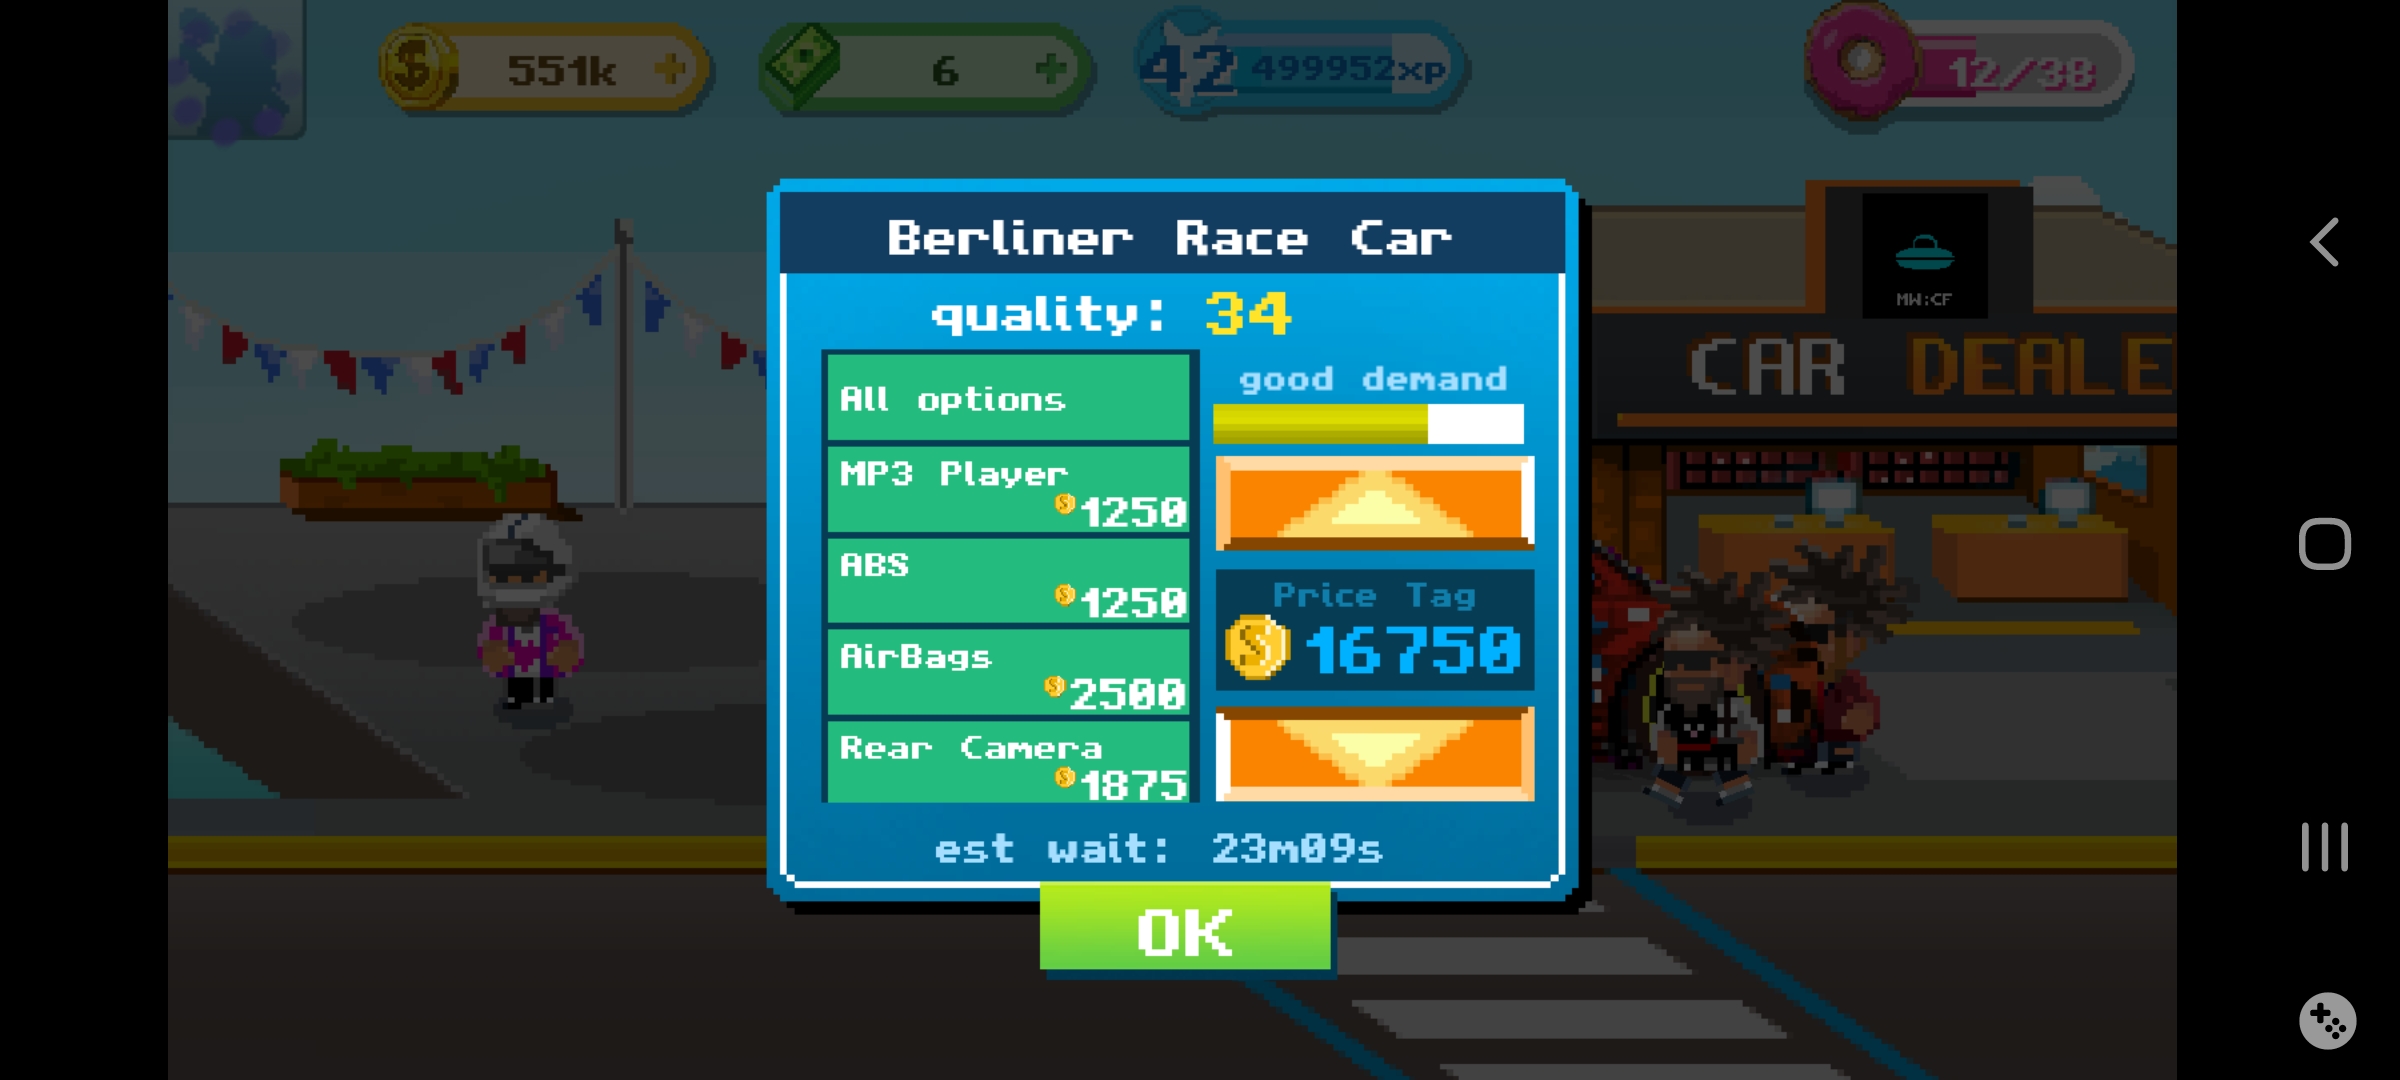 551k
6
42 499952xp
12/38
Berliner Race Car
quality: 34
All options
good demand
MP3 Player
1250
ABS
1250
AirBags
2500
Rear Camera
1875
Price Tag
16750
est wait: 23m09s
OK
MW:CF
CAR DEALE